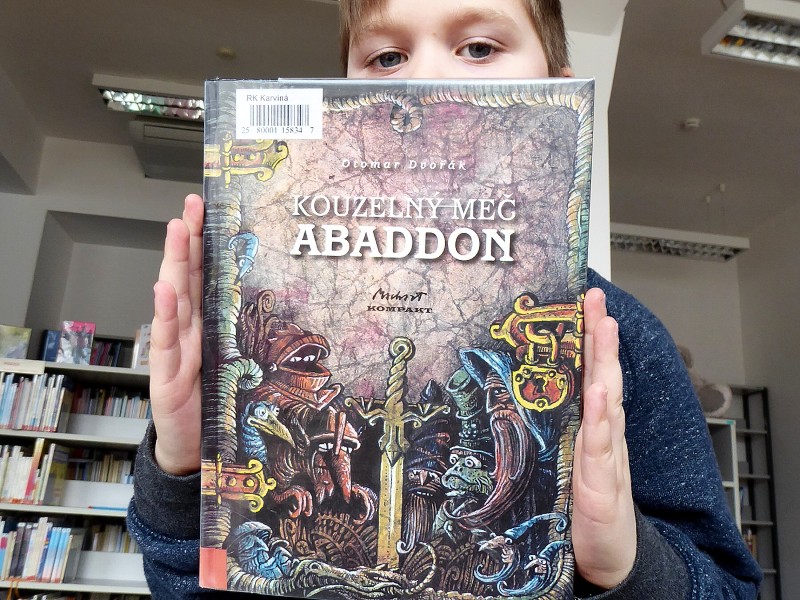 RK Karviná
25 80001 15834 7
Otomar Dvořák
KOUZELNÝ MEČ
ABADDON
KOMPAKT